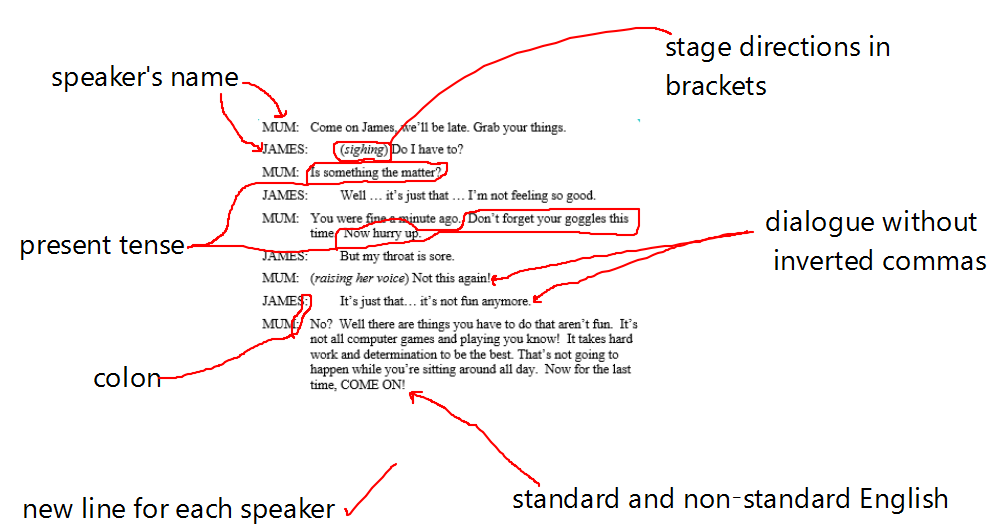 stage directions in
brackets
speaker's name
MUM: Come on James, we'll be late. Grab your things.
JAMES: (sighing) Do I have to?
MUM: Is something the matter?
JAMES: Well … it's just that … I'm not feeling so good.
MUM: You were fine a minute ago. Don't forget your goggles this
time. Now hurry up.
JAMES: But my throat is sore.
MUM: (raising her voice) Not this again!
JAMES: It's just that… it's not fun anymore.
MUM: No? Well there are things you have to do that aren't fun. It's
not all computer games and playing you know! It takes hard
work and determination to be the best. That's not going to
happen while you're sitting around all day. Now for the last
time, COME ON!
present tense
dialogue without
inverted commas
colon
new line for each speaker
standard and non-standard English